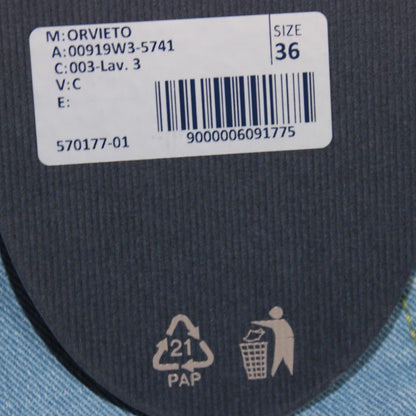 M:ORVIETO
SIZE
A:00919W3-5741
36
C:003-Lav. 3
V:C
E:
570177-01
9000006091775
21
PAP